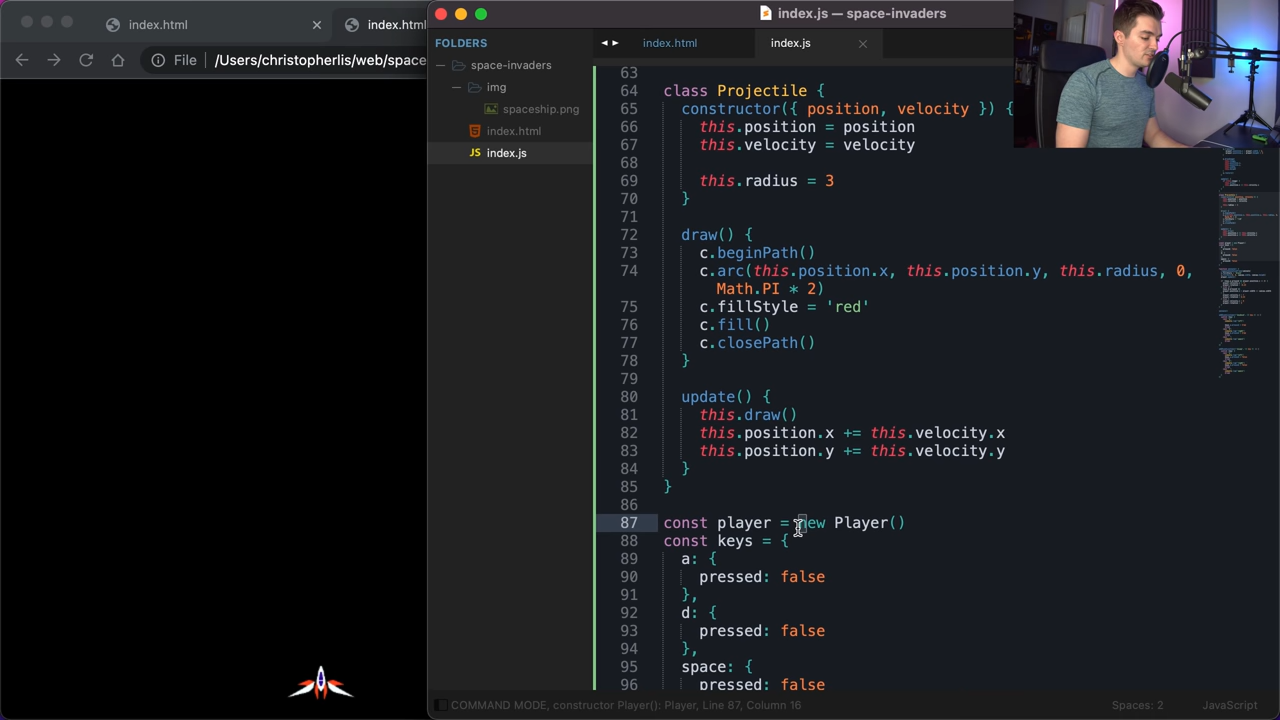 index.html
index.html
File
/Users/christopherlis/web/space
index.js — space-invaders
FOLDERS
space-invaders
img
spaceship.png
index.html
JS index.js
index.html
index.js
63
64 class Projectile {
65 constructor({ position, velocity }) {
66 this.position = position
67 this.velocity = velocity
68
69 this.radius = 3
70 }
71
72 draw() {
73 c.beginPath()
74 c.arc(this.position.x, this.position.y, this.radius, 0,
Math.PI * 2)
75 c.fillStyle = 'red'
76 c.fill()
77 c.closePath()
78 }
79
80 update() {
81 this.draw()
82 this.position.x += this.velocity.x
83 this.position.y += this.velocity.y
84 }
85 }
86
87 const player = new Player()
88 const keys = {
89 a: {
90 pressed: false
91 },
92 d: {
93 pressed: false
94 },
95 space: {
96 pressed: false
COMMAND MODE, constructor Player(): Player, Line 87, Column 16
Spaces: 2
JavaScript